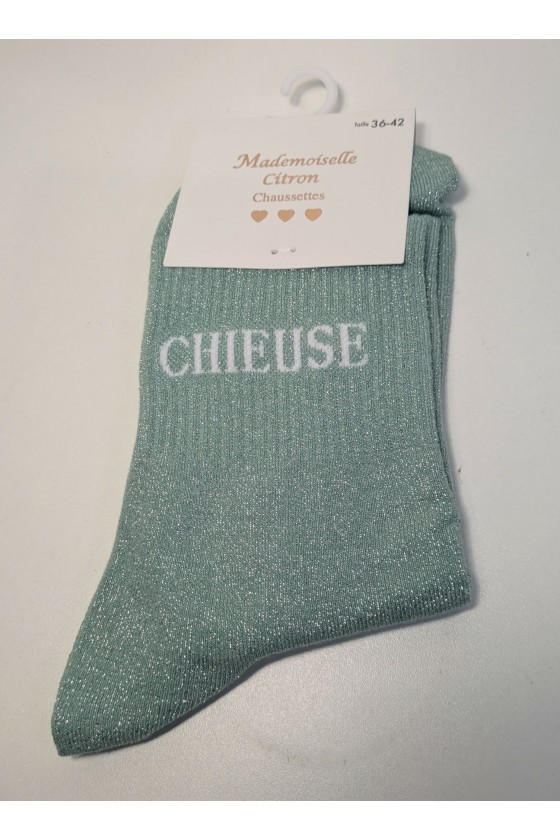 Taille 36-42
Mademoiselle
Citron
Chaussettes
CHIEUSE